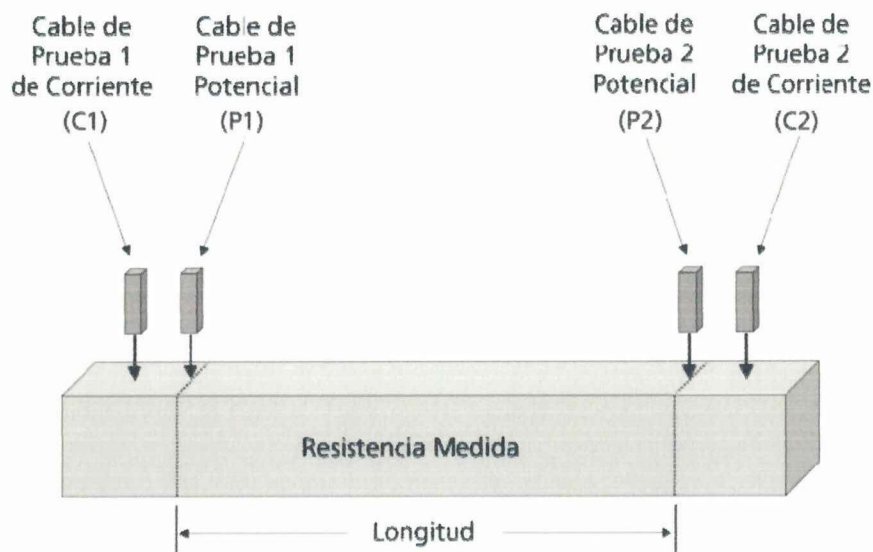 Cable de
Prueba 1
de Corriente
(C1)
Cable de
Prueba 1
Potencial
(P1)
Cable de
Prueba 2
Potencial
(P2)
Cable de
Prueba 2
de Corriente
(C2)
Resistencia Medida
Longitud